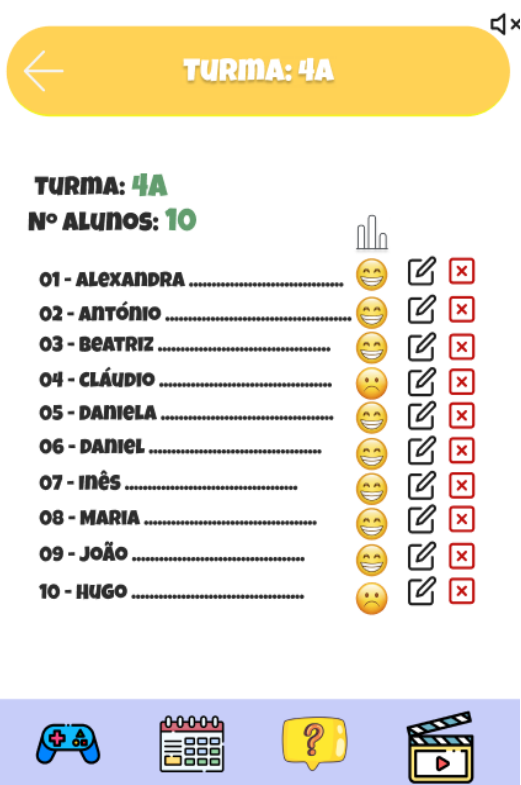 Turma: 4A
Turma: 4A
Nº Alunos: 10
01 - Alexandra ......................................
02 - António ..............................................
03 - Beatriz ...........................................
04 - Cláudio ...........................................
05 - Daniela ...........................................
06 - Daniel ...........................................
07 - Inês ...........................................
08 - Maria ...........................................
09 - João ...........................................
10 - Hugo ...........................................